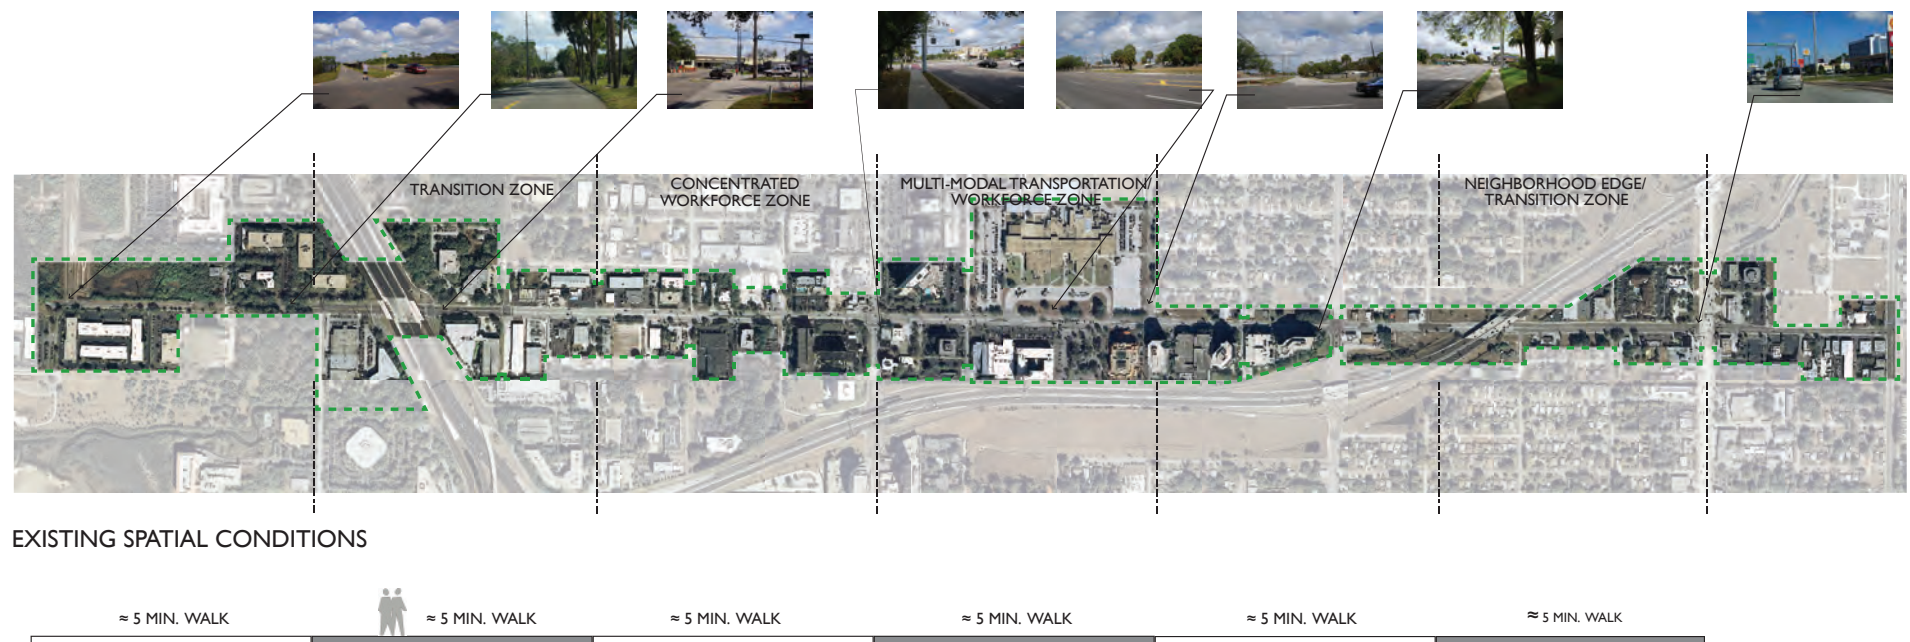 TRANSITION ZONE
CONCENTRATED
WORKFORCE ZONE
MULTI-MODAL TRANSPORTATION/
WORKFORCE ZONE
NEIGHBORHOOD EDGE/
TRANSITION ZONE
EXISTING SPATIAL CONDITIONS
≈ 5 MIN. WALK
≈ 5 MIN. WALK
≈ 5 MIN. WALK
≈ 5 MIN. WALK
≈ 5 MIN. WALK
≈ 5 MIN. WALK